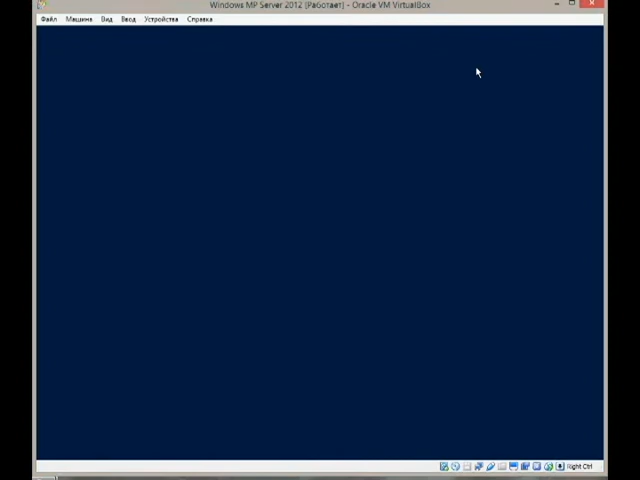 Windows MP Server 2012 [Работает] - Oracle VM VirtualBox
Файл Машина Вид Ввод Устройства Справка
Right Ctrl